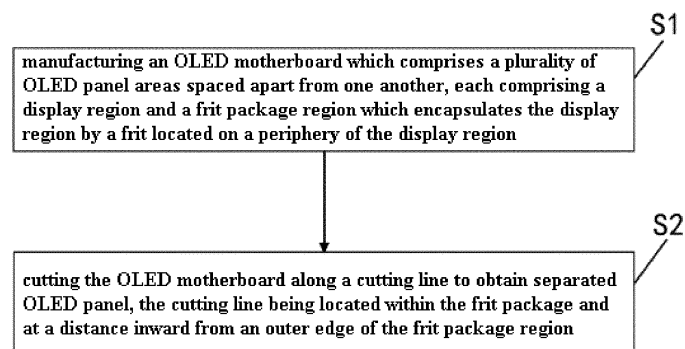 S1
manufacturing an OLED motherboard which comprises a plurality of
OLED panel areas spaced apart from one another, each comprising a
display region and a frit package region which encapsulates the display
region by a frit located on a periphery of the display region
S2
cutting the OLED motherboard along a cutting line to obtain separated
OLED panel, the cutting line being located within the frit package and
at a distance inward from an outer edge of the frit package region